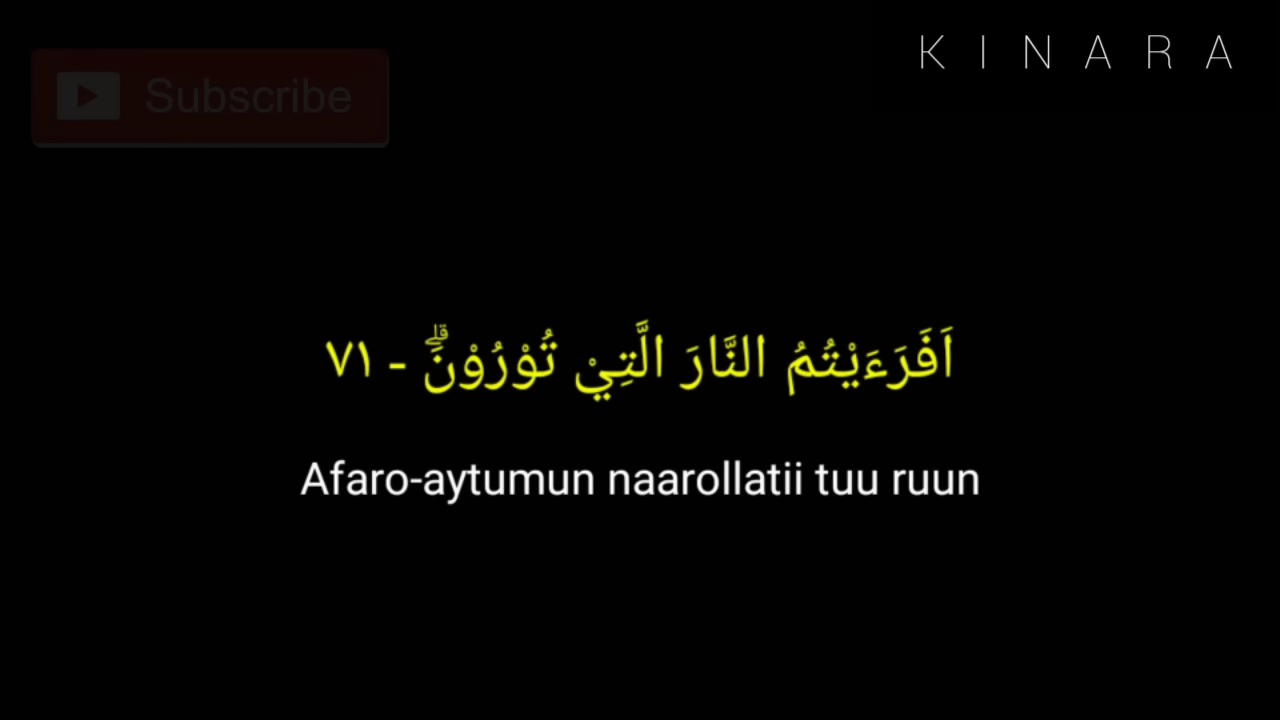 K I N A R A
Subscribe
اَفَرَءَيْتُمُ النَّارَ الَّتِيْ تُوْرُوْنَۗ - ٧١
Afaro-aytumun naarollatii tuu ruun